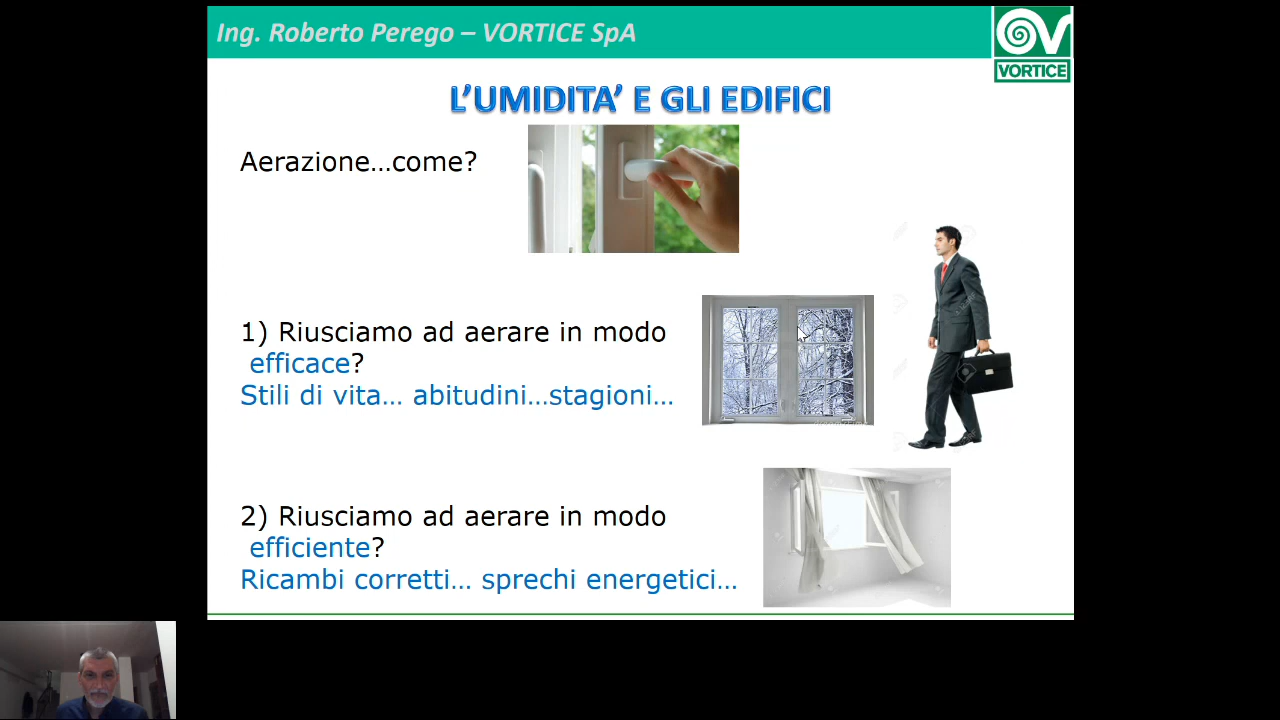 Ing. Roberto Perego – VORTICE SpA
VORTICE
L’UMIDITA’ E GLI EDIFICI
Aerazione…come?
1) Riusciamo ad aerare in modo
efficace?
Stili di vita… abitudini…stagioni…
2) Riusciamo ad aerare in modo
efficiente?
Ricambi corretti… sprechi energetici…